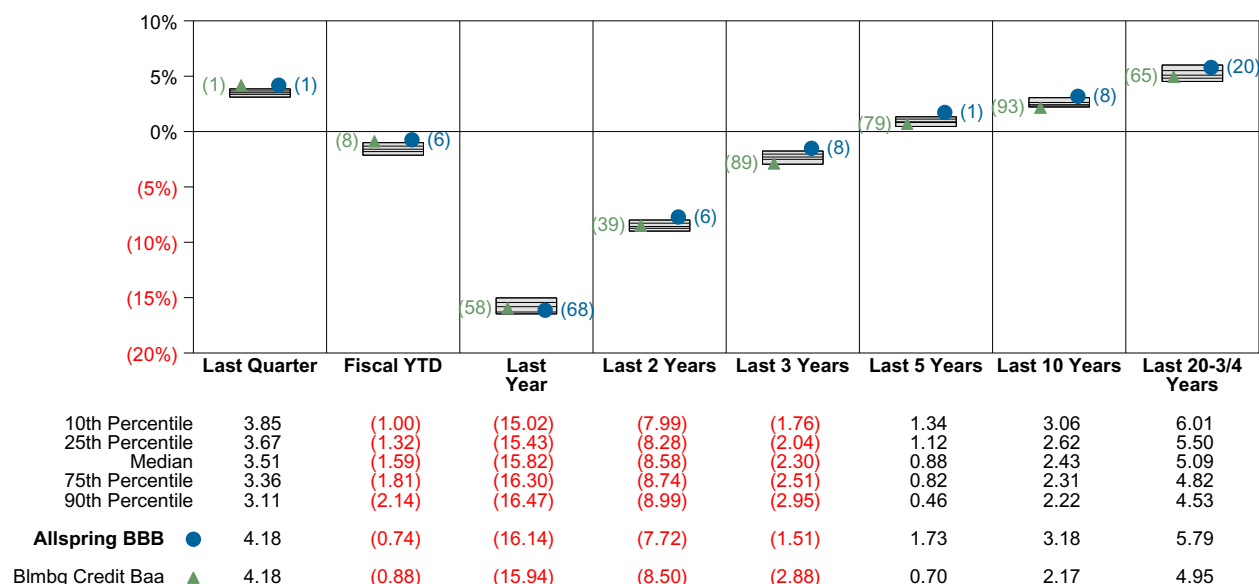 10%
5%
0%
(5%)
(10%)
(15%)
(20%)
(1) (1)
(8) (6)
(58) (68)
(39) (6)
(89) (8)
(79) (1)
(93) (8)
(65) (20)
Last Quarter Fiscal YTD Last Year Last 2 Years Last 3 Years Last 5 Years Last 10 Years Last 20-3/4 Years
10th Percentile 3.85 (1.00) (15.02) (7.99) (1.76) 1.34 3.06 6.01
25th Percentile 3.67 (1.32) (15.43) (8.28) (2.04) 1.12 2.62 5.50
Median 3.51 (1.59) (15.82) (8.58) (2.30) 0.88 2.43 5.09
75th Percentile 3.36 (1.81) (16.30) (8.74) (2.51) 0.82 2.31 4.82
90th Percentile 3.11 (2.14) (16.47) (8.99) (2.95) 0.46 2.22 4.53
Allspring BBB 4.18 (0.74) (16.14) (7.72) (1.51) 1.73 3.18 5.79
Blmbg Credit Baa 4.18 (0.88) (15.94) (8.50) (2.88) 0.70 2.17 4.95